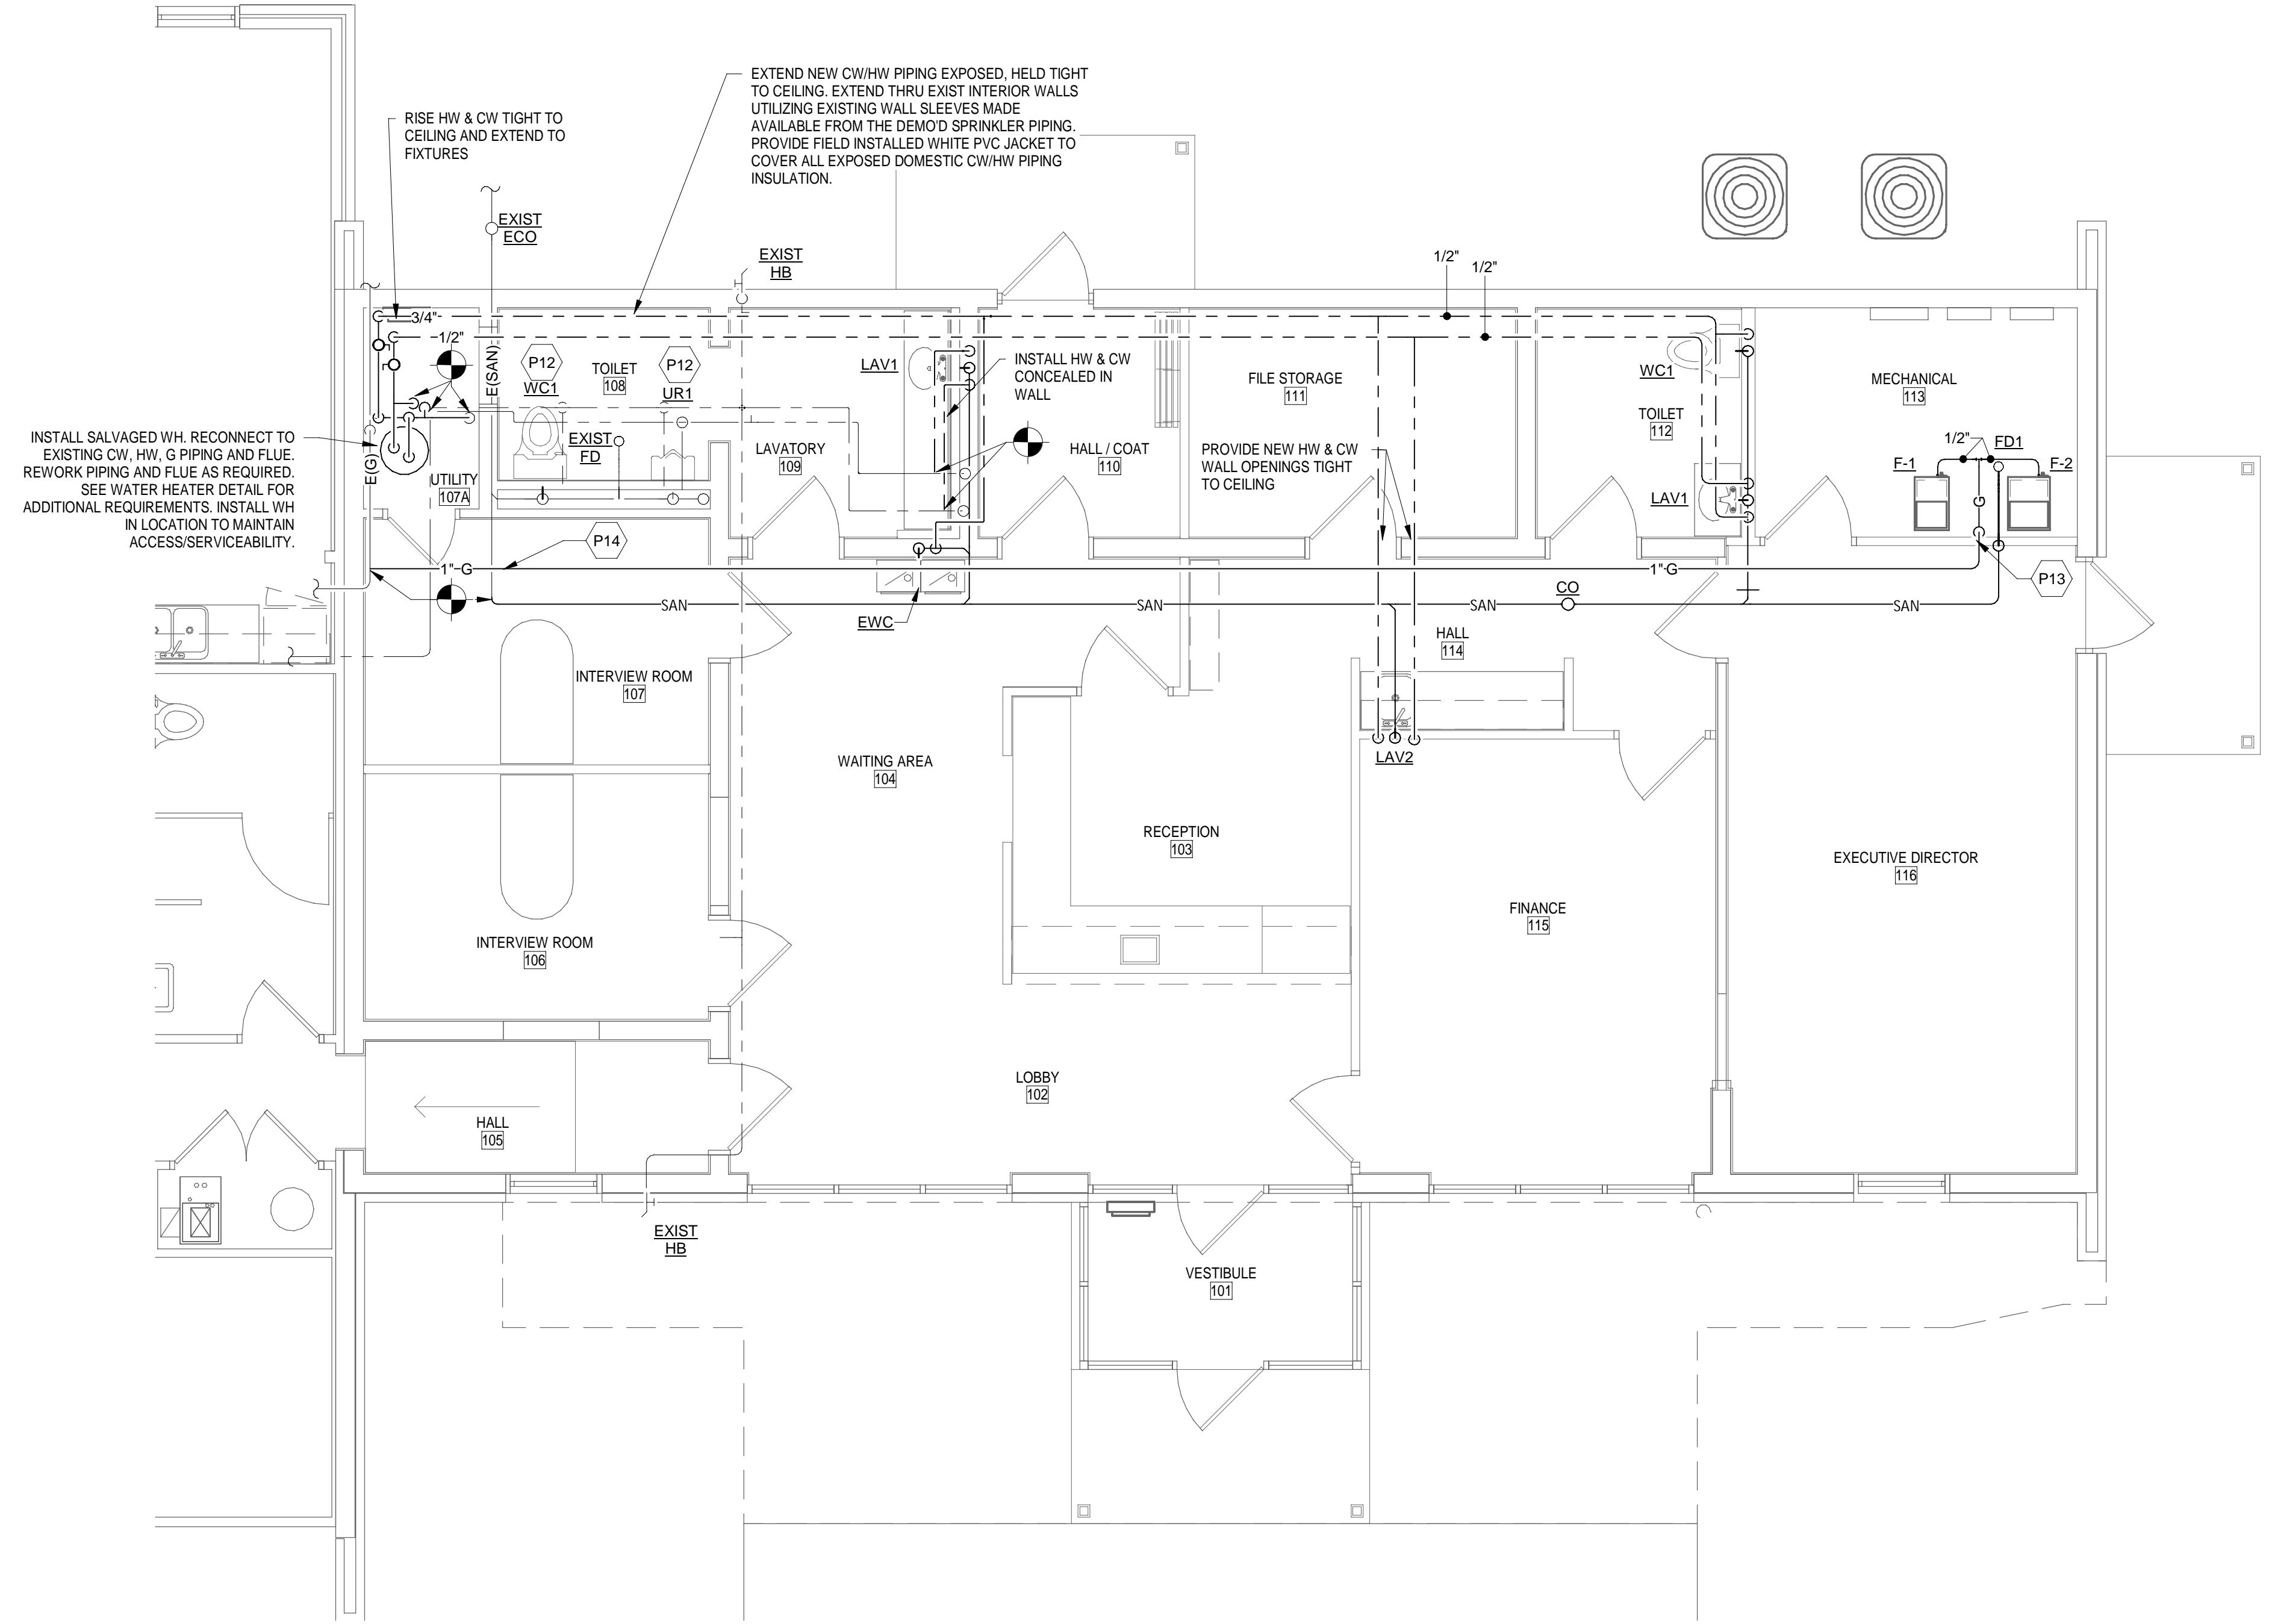 EXTEND NEW CW/HW PIPING EXPOSED, HELD TIGHT
TO CEILING. EXTEND THRU EXIST INTERIOR WALLS
UTILIZING EXISTING WALL SLEEVES MADE
AVAILABLE FROM THE DEMO'D SPRINKLER PIPING.
PROVIDE FIELD INSTALLED WHITE PVC JACKET TO
COVER ALL EXPOSED DOMESTIC CW/HW PIPING
INSULATION.
RISE HW & CW TIGHT TO
CEILING AND EXTEND TO
FIXTURES
EXIST
ECO
EXIST
HB
1/2"
1/2"
3/4"
1/2"
E(SAN)
P12
WC1
TOILET
108
P12
UR1
LAV1
INSTALL HW & CW
CONCEALED IN
WALL
FILE STORAGE
111
WC1
TOILET
112
MECHANICAL
113
INSTALL SALVAGED WH. RECONNECT TO
EXISTING CW, HW, G PIPING AND FLUE.
REWORK PIPING AND FLUE AS REQUIRED.
SEE WATER HEATER DETAIL FOR
ADDITIONAL REQUIREMENTS. INSTALL WH
IN LOCATION TO MAINTAIN
ACCESS/SERVICEABILITY.
E(G)
UTILITY
107A
EXIST
FD
LAVATORY
109
HALL / COAT
110
PROVIDE NEW HW & CW
WALL OPENINGS TIGHT
TO CEILING
LAV1
1/2"
FD1
F-1
F-2
G
P14
1"-G
1"-G
P13
SAN
SAN
SAN
CO
SAN
EWC
HALL
114
INTERVIEW ROOM
107
WAITING AREA
104
LAV2
RECEPTION
103
EXECUTIVE DIRECTOR
116
FINANCE
115
INTERVIEW ROOM
106
LOBBY
102
HALL
105
EXIST
HB
VESTIBULE
101